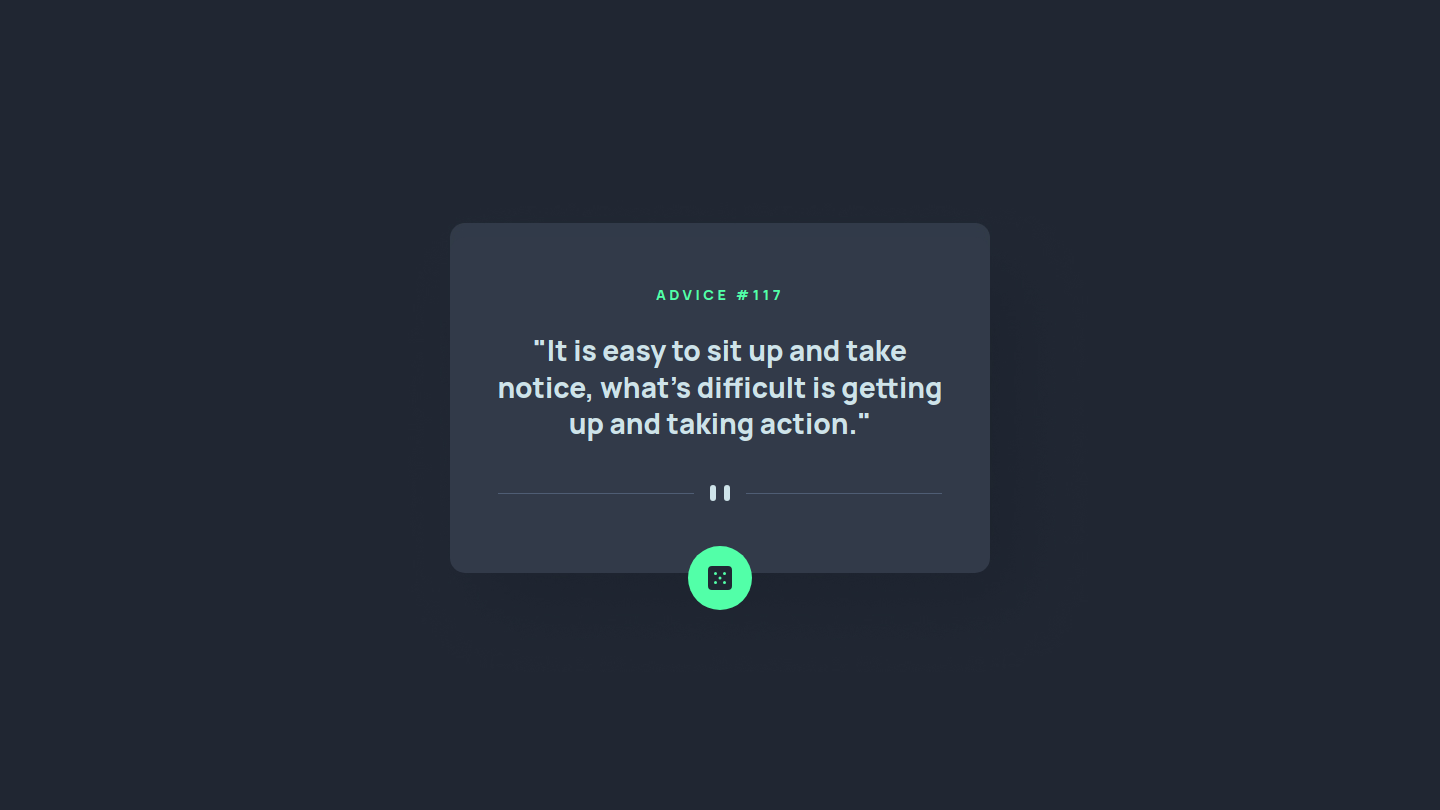 ADVICE #117
"It is easy to sit up and take
notice, what’s difficult is getting
up and taking action."